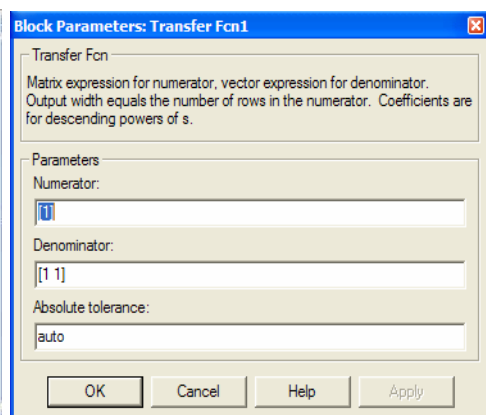 Block Parameters: Transfer Fcn1
Transfer Fcn
Matrix expression for numerator, vector expression for denominator.
Output width equals the number of rows in the numerator. Coefficients are
for descending powers of s.
Parameters
Numerator:
[1]
Denominator:
[1 1]
Absolute tolerance:
auto
OK Cancel Help Apply